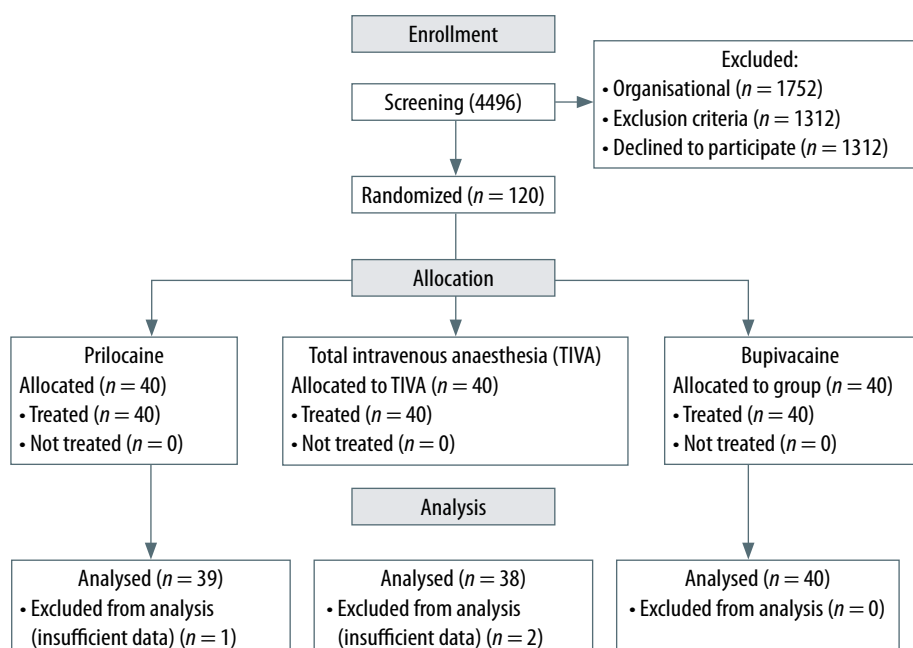 Enrollment
Screening (4496)
Excluded:
• Organisational (n = 1752)
• Exclusion criteria (n = 1312)
• Declined to participate (n = 1312)
Randomized (n = 120)
Allocation
Prilocaine
Allocated (n = 40)
• Treated (n = 40)
• Not treated (n = 0)
Total intravenous anaesthesia (TIVA)
Allocated to TIVA (n = 40)
• Treated (n = 40)
• Not treated (n = 0)
Bupivacaine
Allocated to group (n = 40)
• Treated (n = 40)
• Not treated (n = 0)
Analysis
Analysed (n = 39)
• Excluded from analysis
(insufficient data) (n = 1)
Analysed (n = 38)
• Excluded from analysis
(insufficient data) (n = 2)
Analysed (n = 40)
• Excluded from analysis (n = 0)